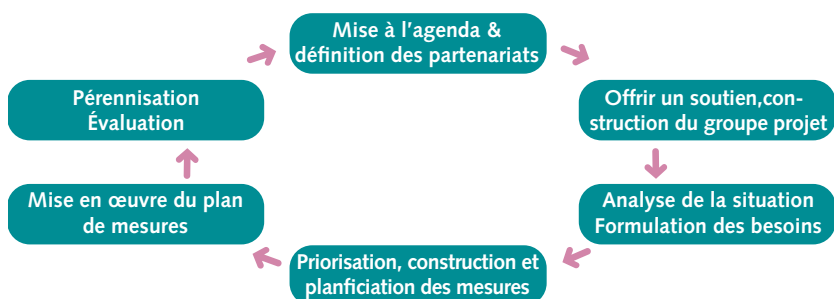 Mise à l'agenda &
définition des partenariats
Offrir un soutien,con-
struction du groupe projet
Analyse de la situation
Formulation des besoins
Priorisation, construction et
planficiation des mesures
Mise en œuvre du plan
de mesures
Pérennisation
Évaluation